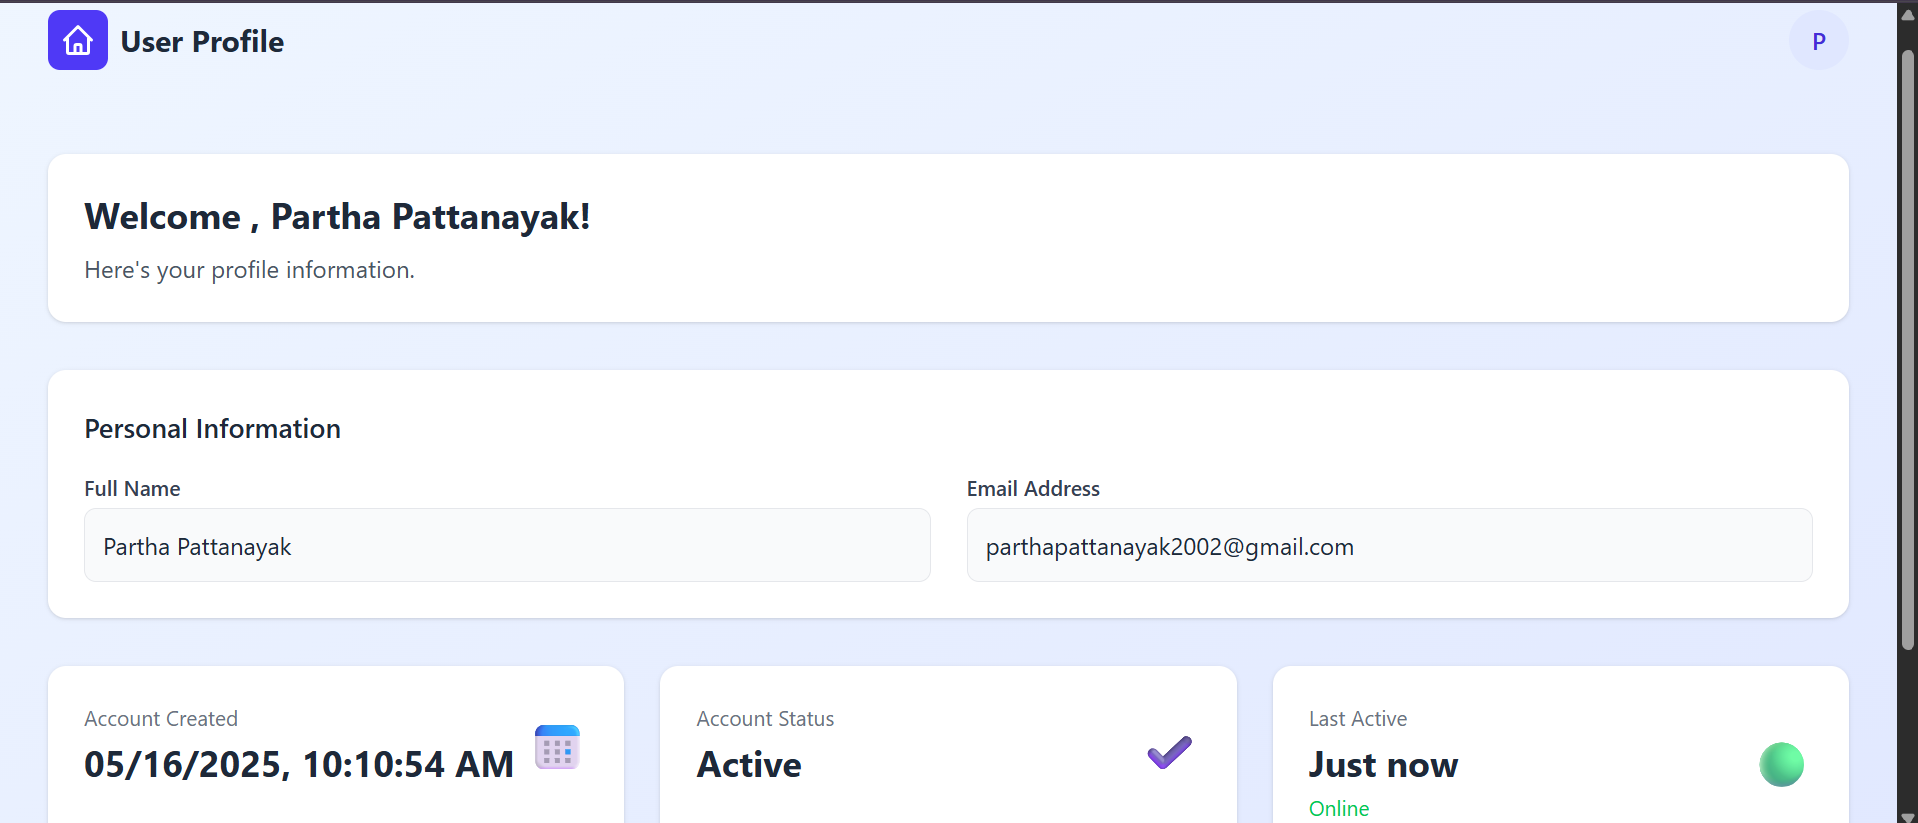 User Profile
P
Welcome , Partha Pattanayak!
Here's your profile information.
Personal Information
Full Name
Partha Pattanayak
Email Address
parthapattanayak2002@gmail.com
Account Created
05/16/2025, 10:10:54 AM
Account Status
Active
Last Active
Just now
Online